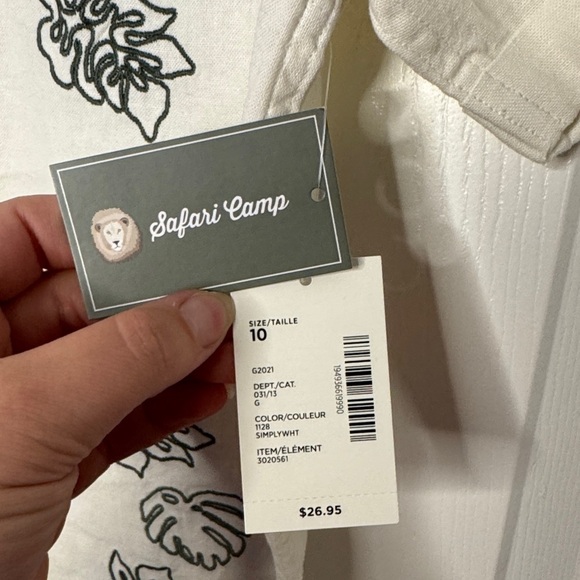 Safari Camp
SIZE/TAILLE
10
G2021
DEPT./CAT.
031/13
G
COLOR/COULEUR
1128
SIMPLYWHT
ITEM/ÉLÉMENT
3020561
194936619990
$26.95